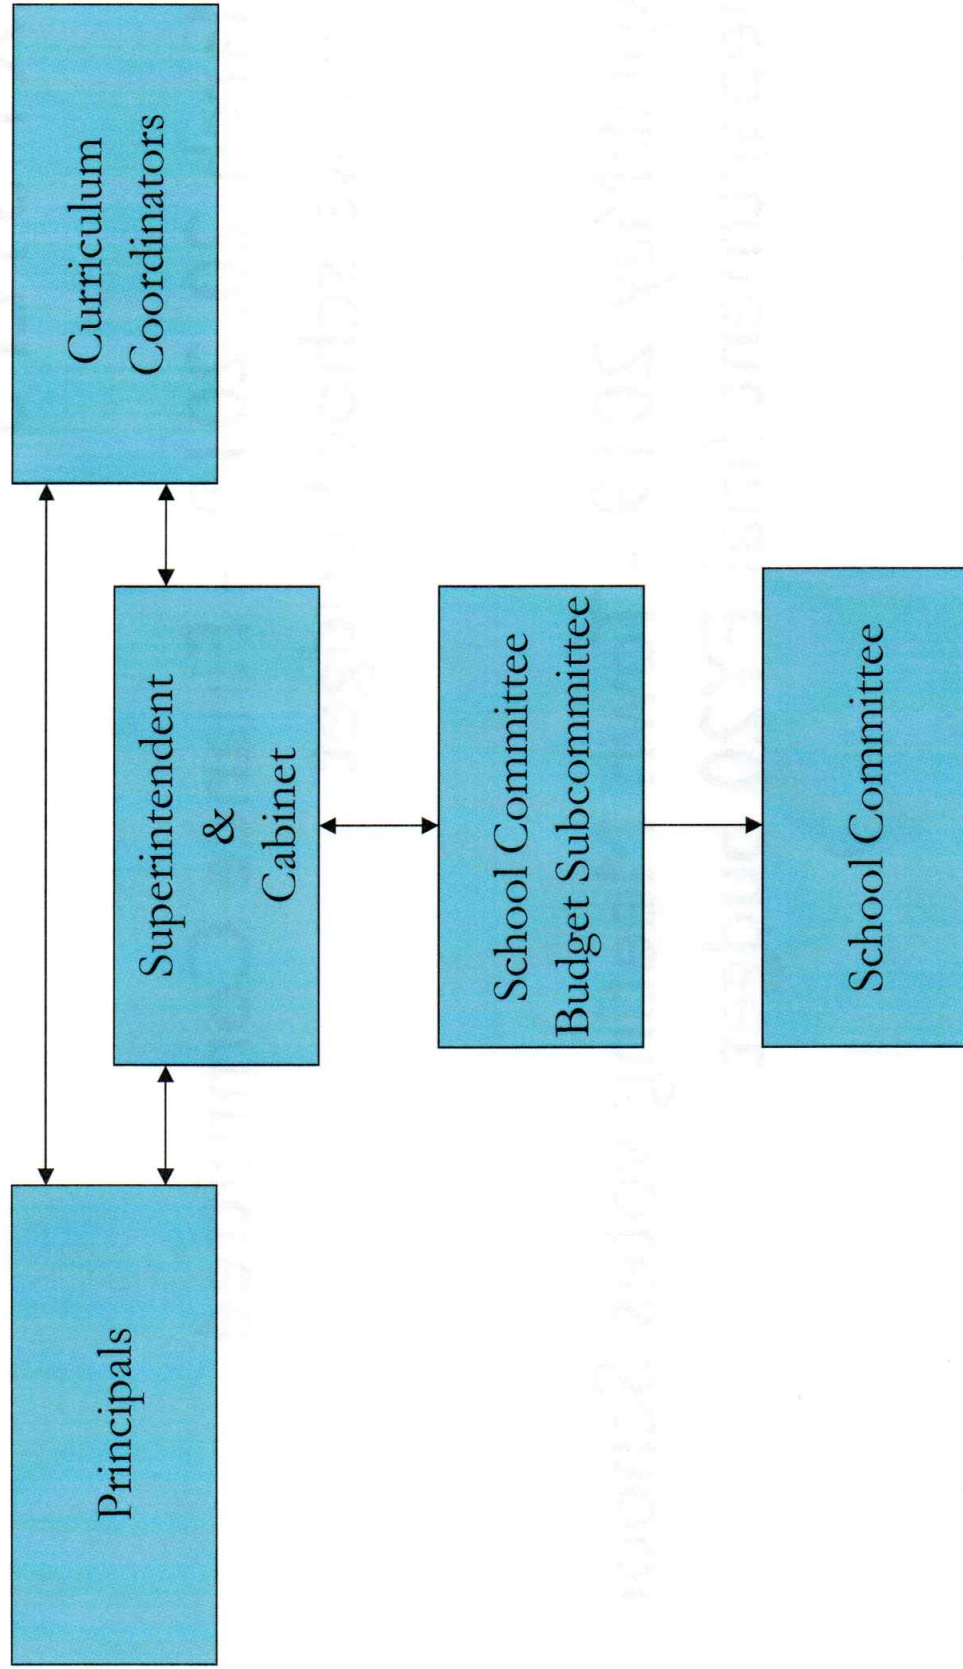 Principals
Superintendent
&
Cabinet
Curriculum
Coordinators
School Committee
Budget Subcommittee
School Committee